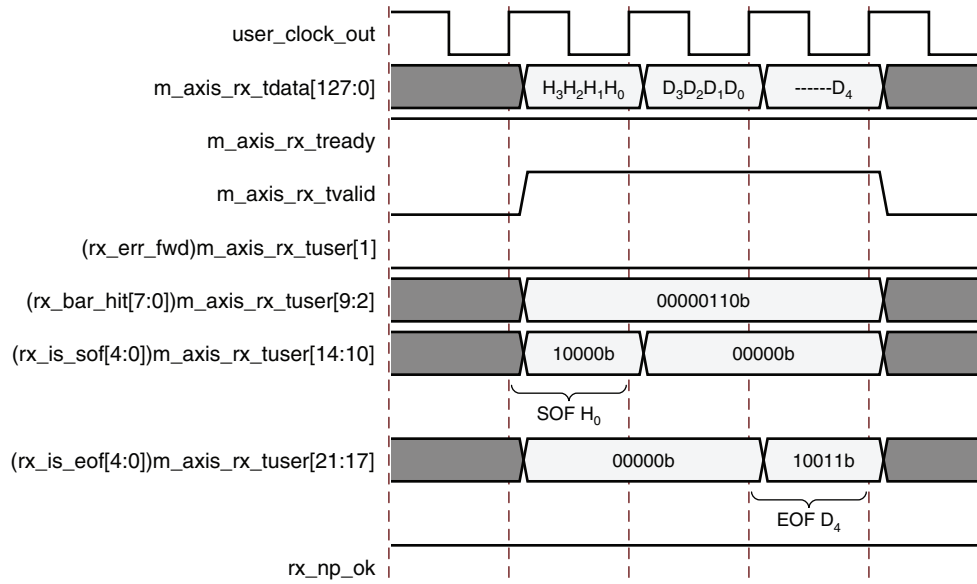 user_clock_out
m_axis_rx_tdata[127:0] H₃H₂H₁H₀ D₃D₂D₁D₀ ------D₄
m_axis_rx_tready
m_axis_rx_tvalid
(rx_err_fwd)m_axis_rx_tuser[1]
(rx_bar_hit[7:0])m_axis_rx_tuser[9:2] 00000110b
(rx_is_sof[4:0])m_axis_rx_tuser[14:10] 10000b 00000b
SOF H₀
(rx_is_eof[4:0])m_axis_rx_tuser[21:17] 00000b 10011b
EOF D₄
rx_np_ok